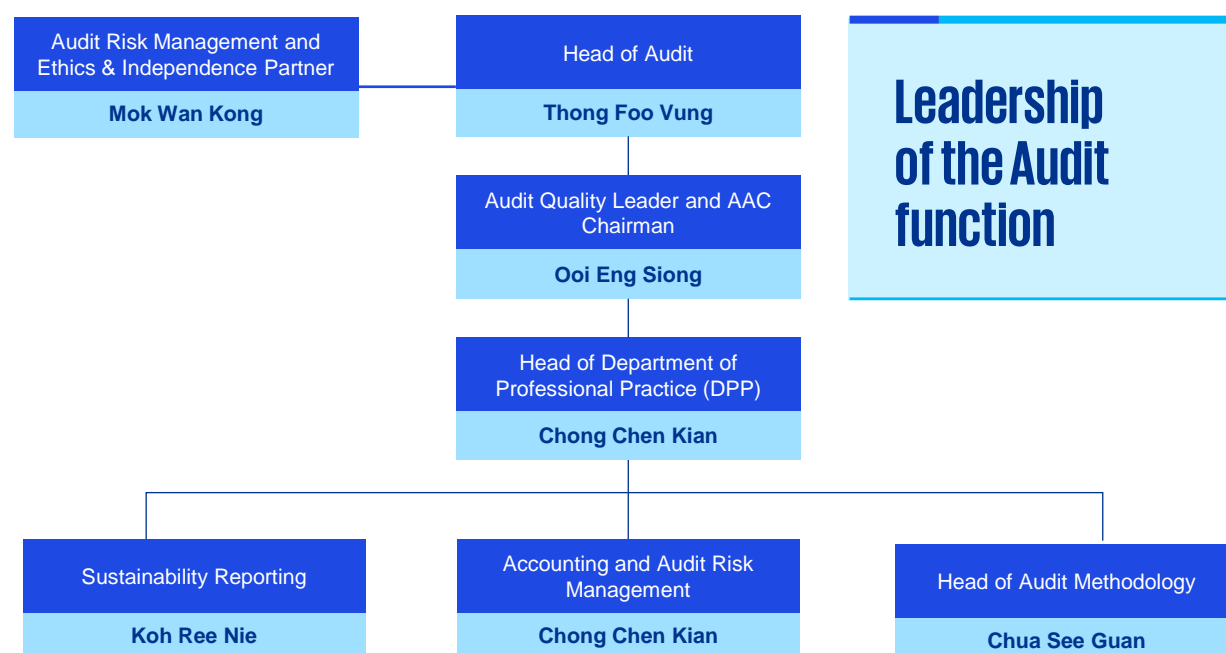 Audit Risk Management and
Ethics & Independence Partner
Mok Wan Kong
Head of Audit
Thong Foo Vung
Leadership
of the Audit
function
Audit Quality Leader and AAC
Chairman
Ooi Eng Siong
Head of Department of
Professional Practice (DPP)
Chong Chen Kian
Sustainability Reporting
Koh Ree Nie
Accounting and Audit Risk
Management
Chong Chen Kian
Head of Audit Methodology
Chua See Guan